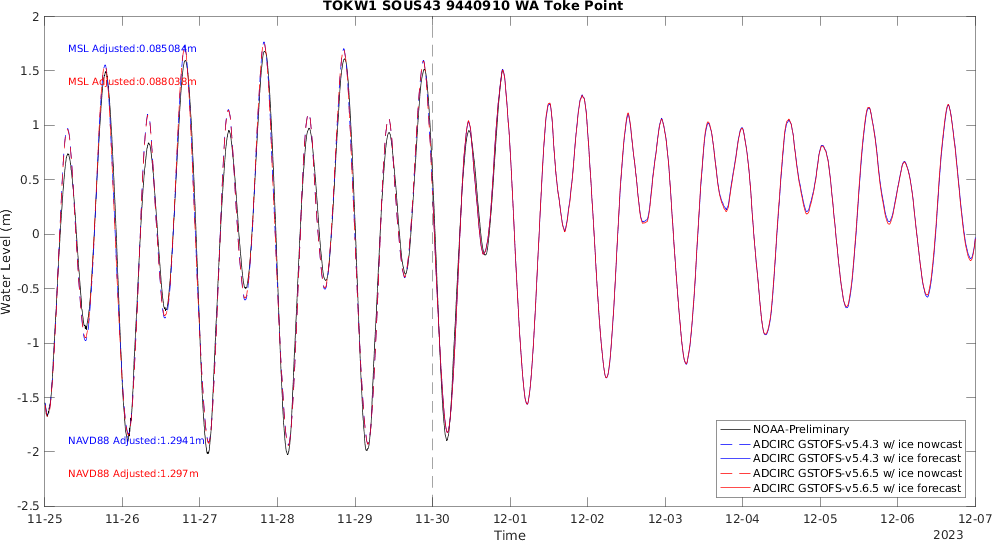 TOKW1 SOUS43 9440910 WA Toke Point
2
1.5
1
0.5
0
-0.5
-1
-1.5
-2
-2.5
Water Level (m)
MSL Adjusted:0.085084m
MSL Adjusted:0.088038m
NAVD88 Adjusted:1.2941m
NAVD88 Adjusted:1.297m
NOAA-Preliminary
ADCIRC GSTOFS-v5.4.3 w/ ice nowcast
ADCIRC GSTOFS-v5.4.3 w/ ice forecast
ADCIRC GSTOFS-v5.6.5 w/ ice nowcast
ADCIRC GSTOFS-v5.6.5 w/ ice forecast
11-25 11-26 11-27 11-28 11-29 11-30 12-01 12-02 12-03 12-04 12-05 12-06 12-07
Time
2023